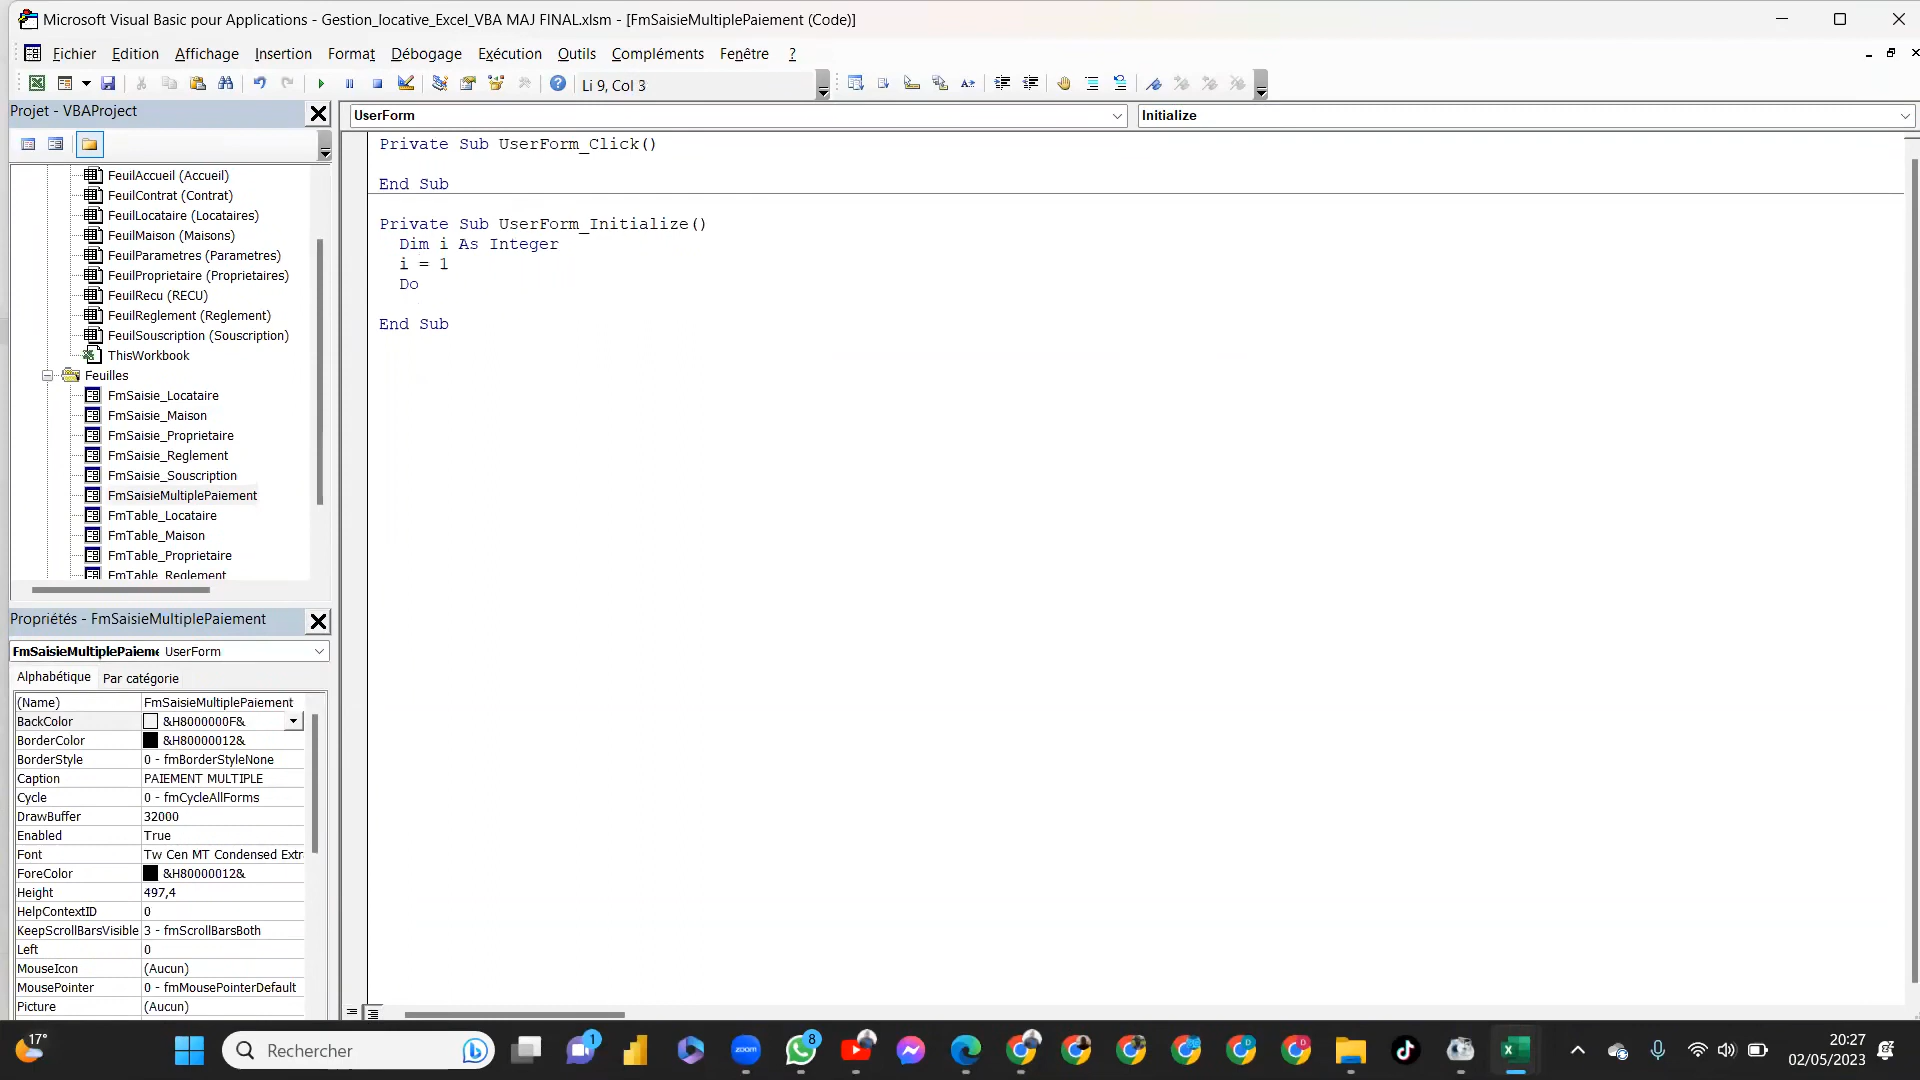 Microsoft Visual Basic pour Applications - Gestion_locative_Excel_VBA MAJ FINAL.xlsm - [FmSaisieMultiplePaiement (Code)]
Fichier Edition Affichage Insertion Format Débogage Exécution Outils Compléments Fenêtre ?
Li 9, Col 3
Projet - VBAProject
FeuilAccueil (Accueil)
FeuilContrat (Contrat)
FeuilLocataire (Locataires)
FeuilMaison (Maisons)
FeuilParametres (Parametres)
FeuilProprietaire (Proprietaires)
FeuilRecu (RECU)
FeuilReglement (Reglement)
FeuilSouscription (Souscription)
ThisWorkbook
Feuilles
FmSaisie_Locataire
FmSaisie_Maison
FmSaisie_Proprietaire
FmSaisie_Reglement
FmSaisie_Souscription
FmSaisieMultiplePaiement
FmTable_Locataire
FmTable_Maison
FmTable_Proprietaire
FmTable_Reglement
Propriétés - FmSaisieMultiplePaiement
FmSaisieMultiplePaieme UserForm
Alphabétique Par catégorie
(Name) FmSaisieMultiplePaiement
BackColor &H8000000F&
BorderColor &H80000012&
BorderStyle 0 - fmBorderStyleNone
Caption PAIEMENT MULTIPLE
Cycle 0 - fmCycleAllForms
DrawBuffer 32000
Enabled True
Font Tw Cen MT Condensed Extr
ForeColor &H80000012&
Height 497,4
HelpContextID 0
KeepScrollBarsVisible 3 - fmScrollBarsBoth
Left 0
MouseIcon (Aucun)
MousePointer 0 - fmMousePointerDefault
Picture (Aucun)
UserForm Initialize
Private Sub UserForm_Click()
End Sub
Private Sub UserForm_Initialize()
Dim i As Integer
i = 1
Do
End Sub
17°
Rechercher
1
zoom
8
20:27
02/05/2023